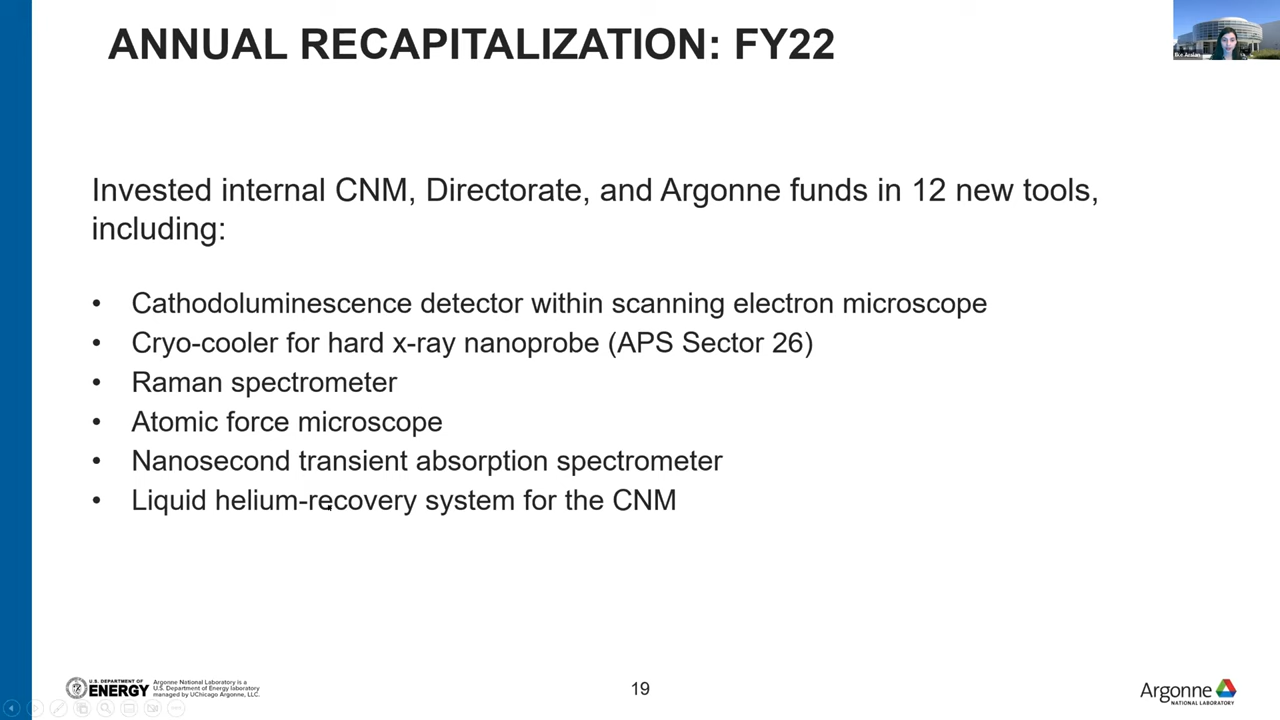 ANNUAL RECAPITALIZATION: FY22
Invested internal CNM, Directorate, and Argonne funds in 12 new tools,
including:
• Cathodoluminescence detector within scanning electron microscope
• Cryo-cooler for hard x-ray nanoprobe (APS Sector 26)
• Raman spectrometer
• Atomic force microscope
• Nanosecond transient absorption spectrometer
• Liquid helium-recovery system for the CNM
U.S. DEPARTMENT OF
ENERGY
Argonne National Laboratory is a
U.S. Department of Energy laboratory
managed by UChicago Argonne, LLC.
19
Argonne
NATIONAL LABORATORY